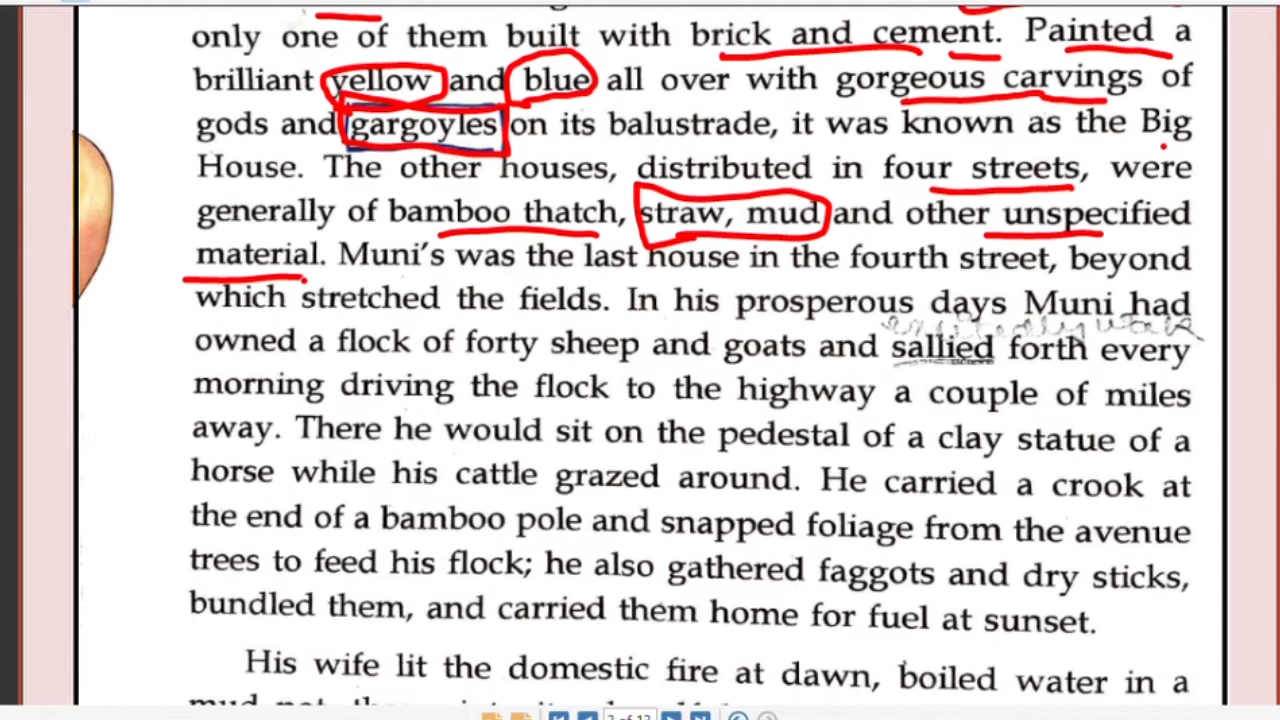 only one of them built with brick and cement. Painted a
brilliant yellow and blue all over with gorgeous carvings of
gods and gargoyles on its balustrade, it was known as the Big
House. The other houses, distributed in four streets, were
generally of bamboo thatch, straw, mud and other unspecified
material. Muni's was the last house in the fourth street, beyond
which stretched the fields. In his prosperous days Muni had
owned a flock of forty sheep and goats and sallied forth every
morning driving the flock to the highway a couple of miles
away. There he would sit on the pedestal of a clay statue of a
horse while his cattle grazed around. He carried a crook at
the end of a bamboo pole and snapped foliage from the avenue
trees to feed his flock; he also gathered faggots and dry sticks,
bundled them, and carried them home for fuel at sunset.
His wife lit the domestic fire at dawn, boiled water in a
2 of 12